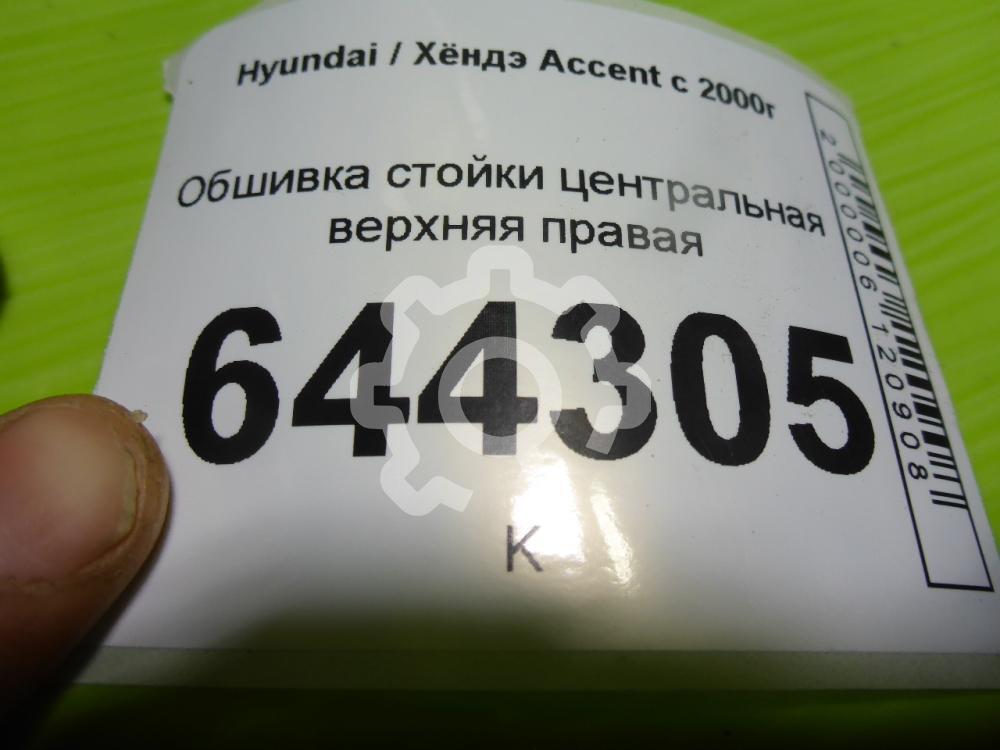 Hyundai / Хёндэ Accent с 2000г
Обшивка стойки центральная
верхняя правая
644305
К
2000006120908